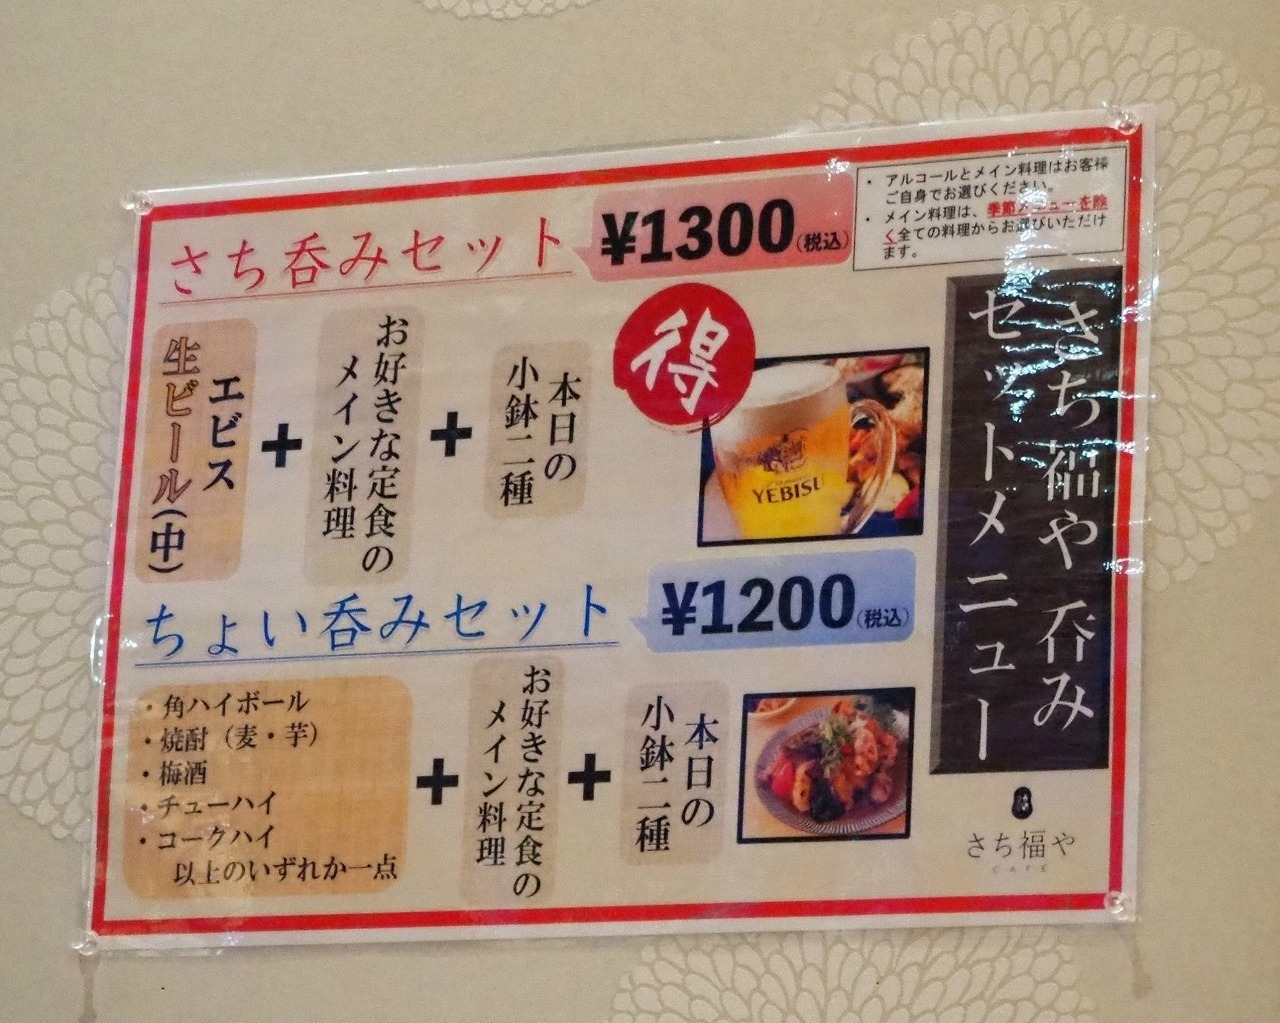 さち福や 呑み
セットメニュー
さち呑みセット
¥1300(税込)
・ アルコールとメイン料理はお客様
ご自身でお選びください。
・ メイン料理は、季節メニューを除
く全ての料理からお選びいただけ
ます。
エビス
生ビール(中)
+
お好きな定食の
メイン料理
+
本日の
小鉢二種
得
YEBISU
ちょい呑みセット
¥1200(税込)
・角ハイボール
・焼酎（麦・芋）
・梅酒
・チューハイ
・コークハイ
以上のいずれか一点
+
お好きな定食の
メイン料理
+
本日の
小鉢二種
さち福や
CAFE